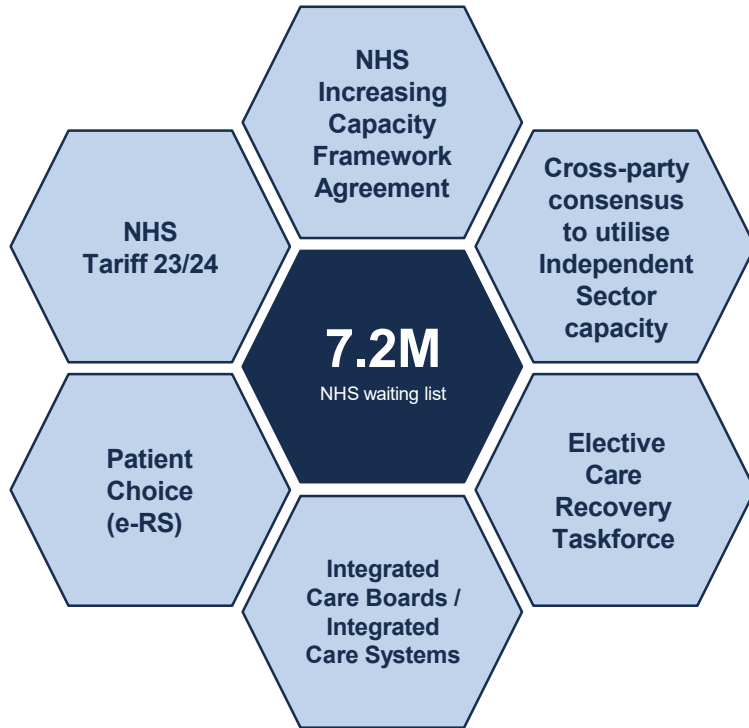 NHS
Increasing
Capacity
Framework
Agreement
Cross-party
consensus
to utilise
Independent
Sector
capacity
NHS
Tariff 23/24
7.2M
NHS waiting list
Patient
Choice
(e-RS)
Elective
Care
Recovery
Taskforce
Integrated
Care Boards /
Integrated
Care Systems